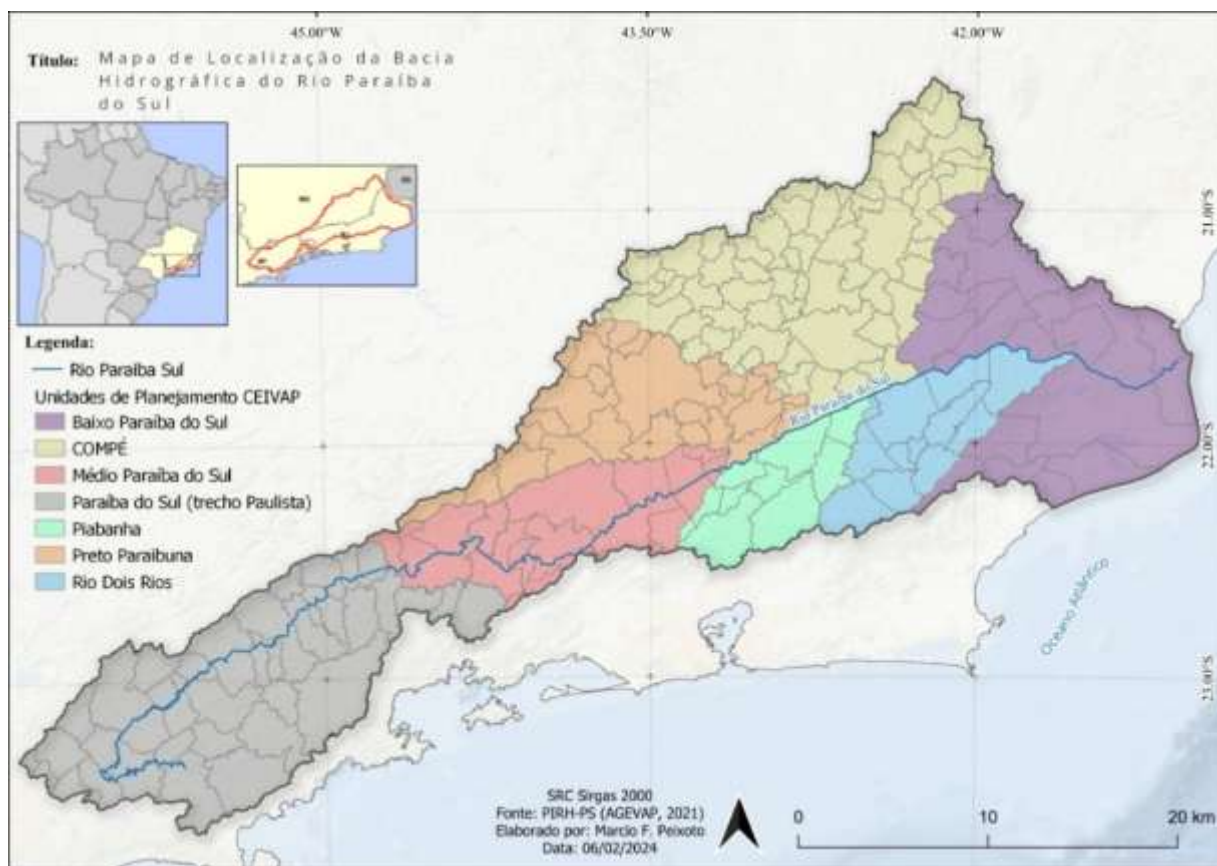 45.00°W 43.50°W 42.00°W
Título: Mapa de Localização da Bacia
Hidrográfica do Rio Paraíba
do Sul
21.00°S
Legenda:
Rio Paraíba Sul
Unidades de Planejamento CEIVAP
Baixo Paraíba do Sul
COMPÉ
Médio Paraíba do Sul
Paraíba do Sul (trecho Paulista)
Piabanha
Preto Paraibuna
Rio Dois Rios
Rio Paraíba do Sul
22.00°S
Oceano Atlântico
23.00°S
SRC Sirgas 2000
Fonte: PIRH-PS (AGEVAP, 2021)
Elaborado por: Marcio F. Peixoto
Data: 06/02/2024
0 10 20 km